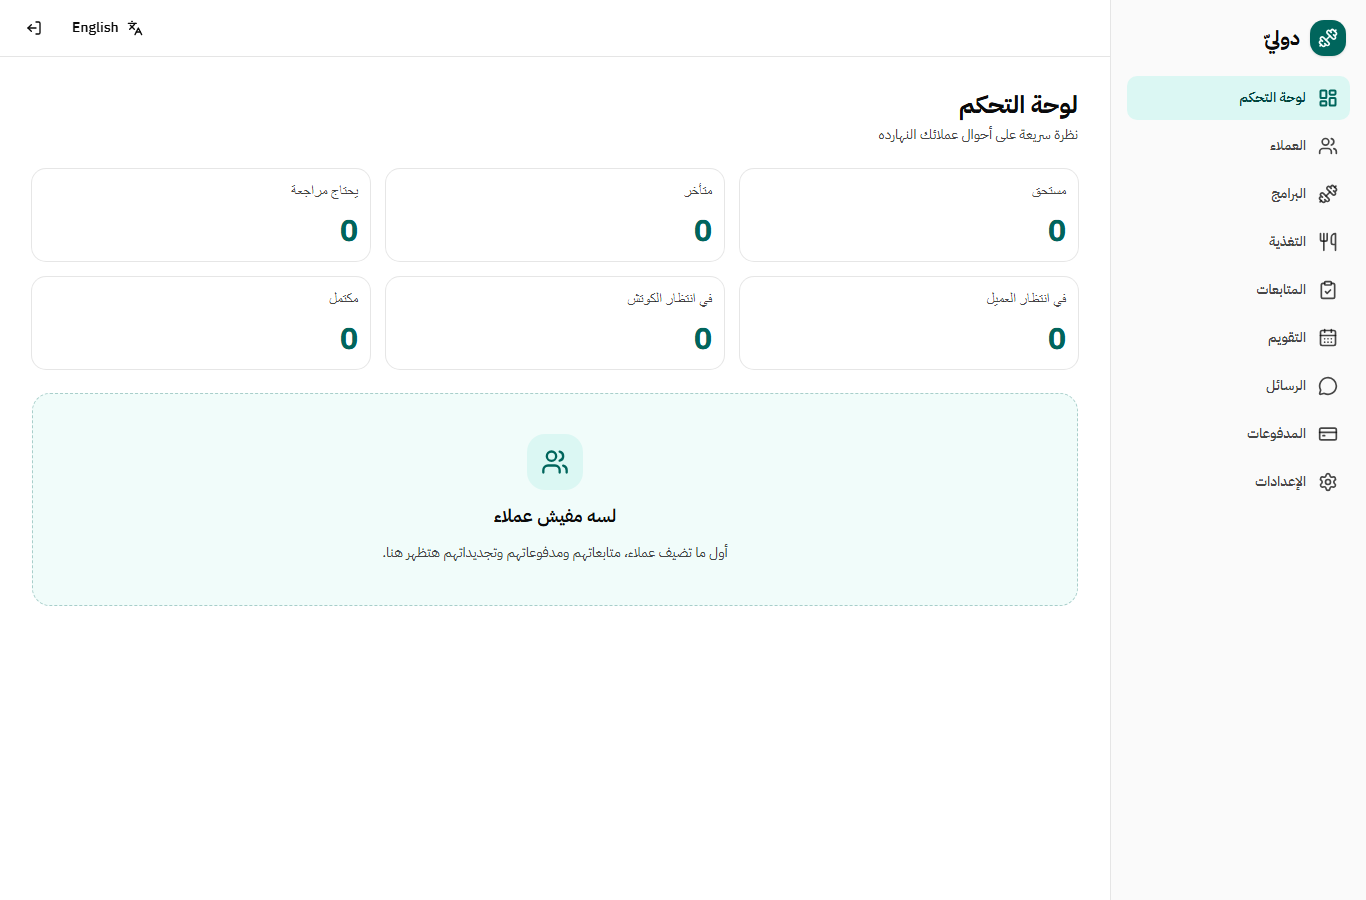 دوليّ
لوحة التحكم
العملاء
البرامج
التغذية
المتابعات
التقويم
الرسائل
المدفوعات
الإعدادات
English
لوحة التحكم
نظرة سريعة على أحوال عملائك النهارده
مستحق
0
متأخر
0
يحتاج مراجعة
0
في انتظار العميل
0
في انتظار الكوتش
0
مكتمل
0
لسه مفيش عملاء
أول ما تضيف عملاء، متابعاتهم ومدفوعاتهم وتجديداتهم هتظهر هنا.